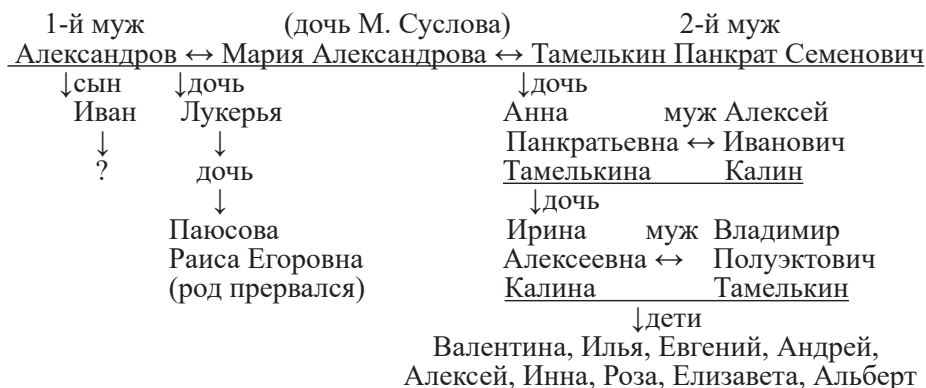 1-й муж (дочь М. Суслова) 2-й муж
Александров ↔ Мария Александрова ↔ Тамелькин Панкрат Семенович
↓сын ↓дочь ↓дочь
Иван Лукерья Анна муж Алексей
↓ ↓ Панкратьевна ↔ Иванович
? дочь Тамелькина Калин
↓ ↓дочь
Паюсова Ирина муж Владимир
Раиса Егоровна Алексеевна ↔ Полуэктович
(род прервался) Калина Тамелькин
↓дети
Валентина, Илья, Евгений, Андрей,
Алексей, Инна, Роза, Елизавета, Альберт